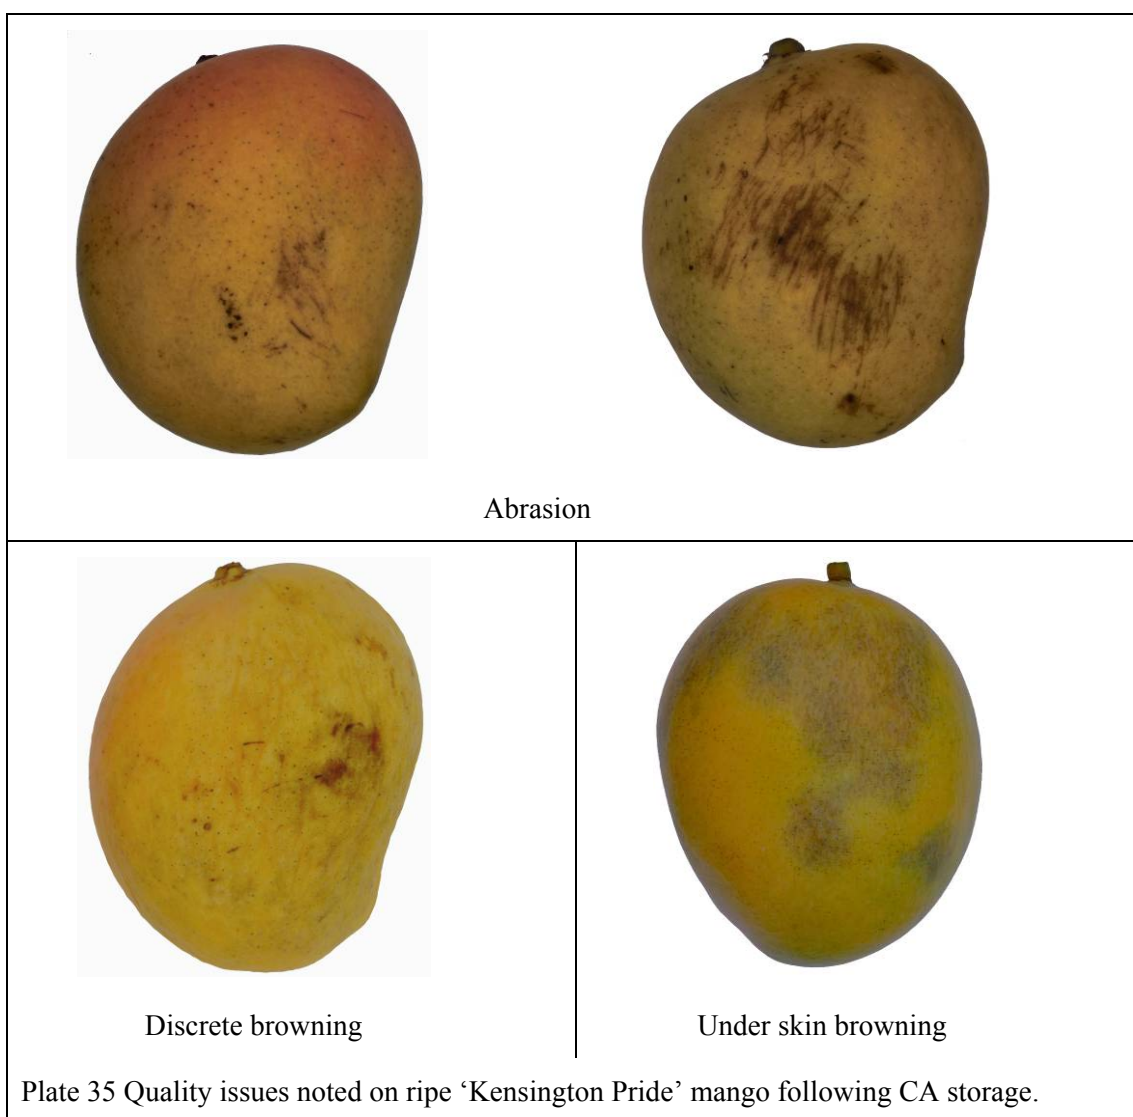 Abrasion
Discrete browning
Under skin browning
Plate 35 Quality issues noted on ripe ‘Kensington Pride’ mango following CA storage.